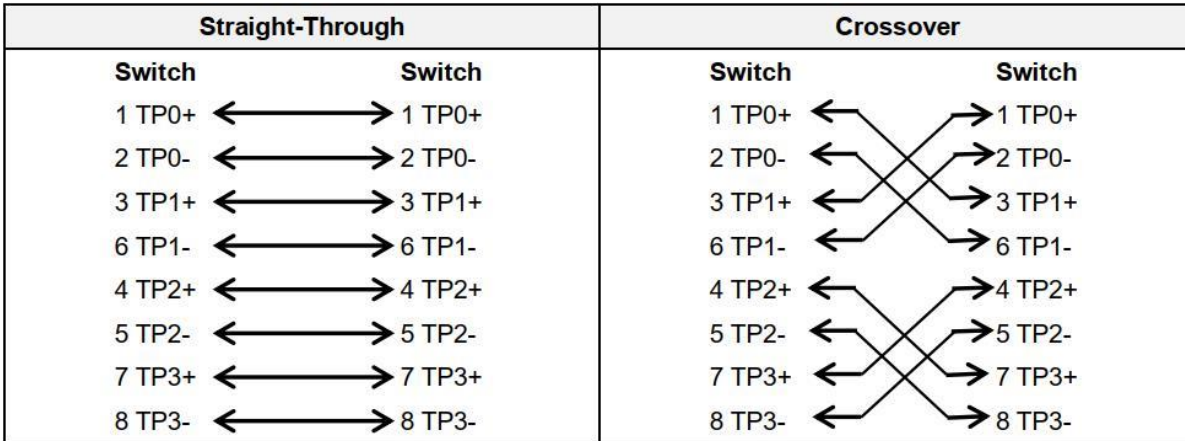 Straight-Through Crossover
Switch Switch Switch Switch
1 TP0+ 1 TP0+ 1 TP0+ 1 TP0+
2 TP0- 2 TP0- 2 TP0- 2 TP0-
3 TP1+ 3 TP1+ 3 TP1+ 3 TP1+
6 TP1- 6 TP1- 6 TP1- 6 TP1-
4 TP2+ 4 TP2+ 4 TP2+ 4 TP2+
5 TP2- 5 TP2- 5 TP2- 5 TP2-
7 TP3+ 7 TP3+ 7 TP3+ 7 TP3+
8 TP3- 8 TP3- 8 TP3- 8 TP3-